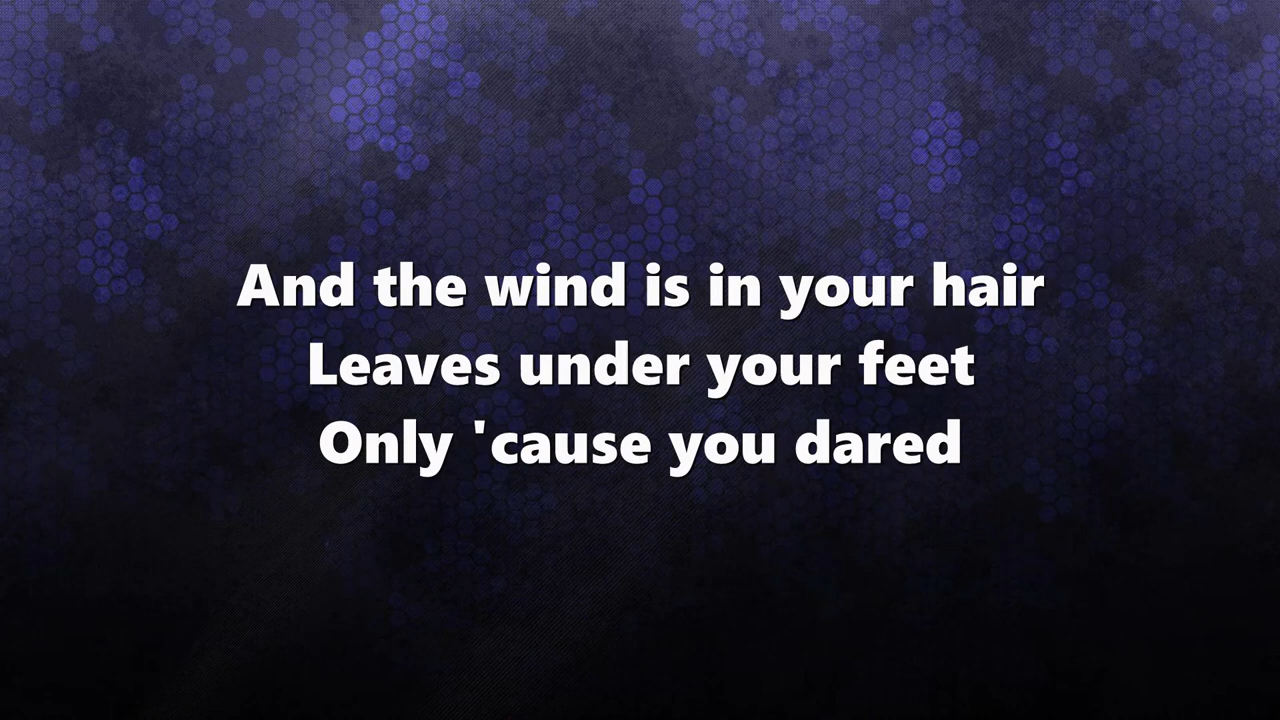 And the wind is in your hair
Leaves under your feet
Only 'cause you dared